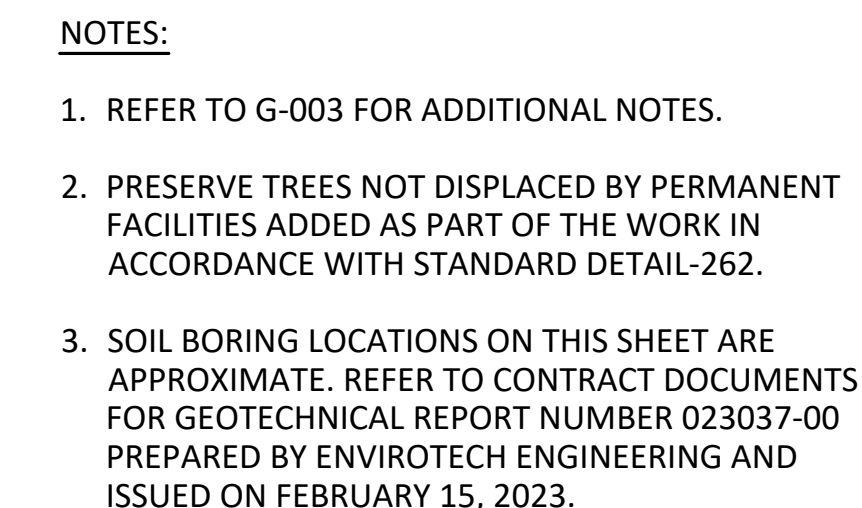 NOTES:
1. REFER TO G-003 FOR ADDITIONAL NOTES.
2. PRESERVE TREES NOT DISPLACED BY PERMANENT
FACILITIES ADDED AS PART OF THE WORK IN
ACCORDANCE WITH STANDARD DETAIL-262.
3. SOIL BORING LOCATIONS ON THIS SHEET ARE
APPROXIMATE. REFER TO CONTRACT DOCUMENTS
FOR GEOTECHNICAL REPORT NUMBER 023037-00
PREPARED BY ENVIROTECH ENGINEERING AND
ISSUED ON FEBRUARY 15, 2023.